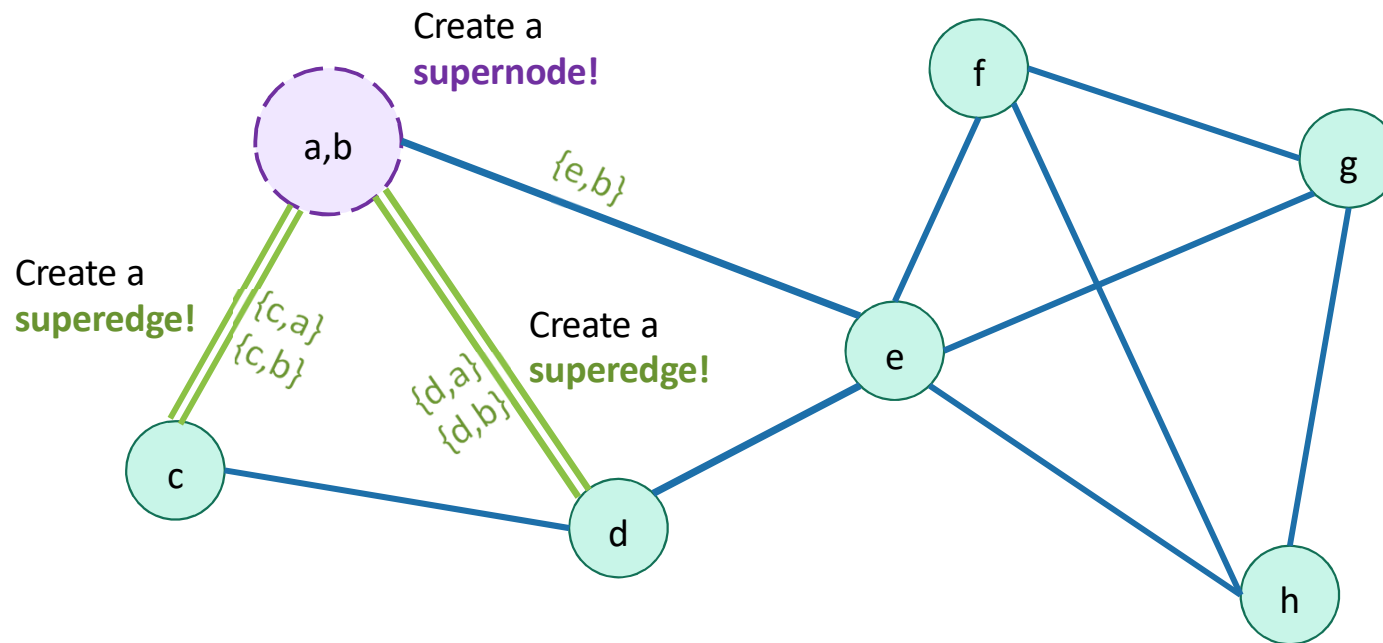 Create a
supernode!
f
a,b
{e,b}
g
Create a
superedge!
{c,a}
{c,b}
Create a
superedge!
{d,a}
{d,b}
e
c
d
h